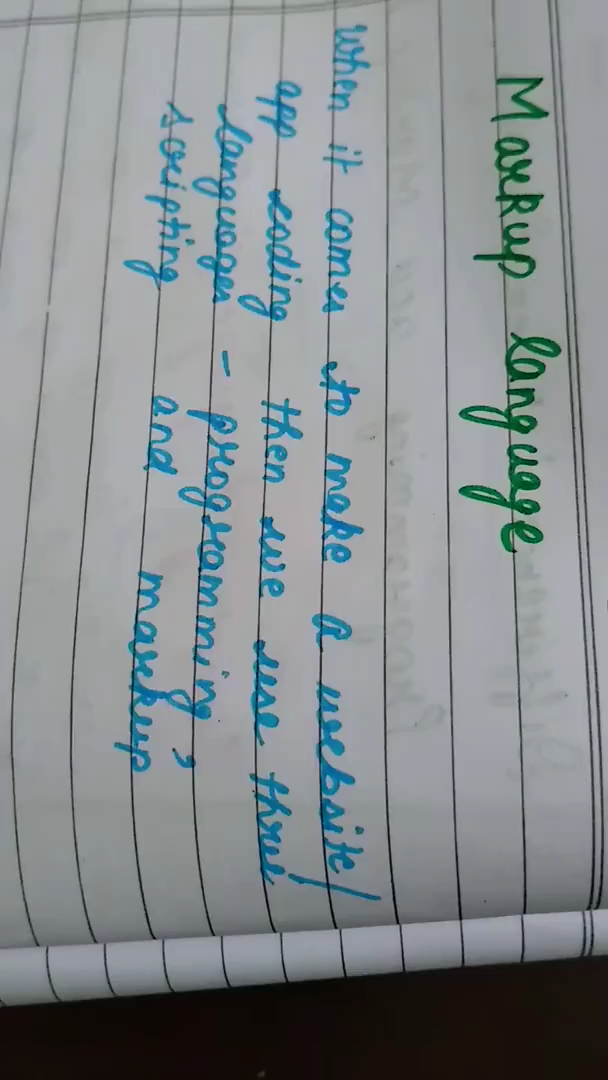 Markup language
when it comes to make a website/
app coding then we use three
languages - programming,
scripting and markup